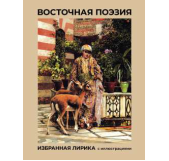 ВОСТОЧНАЯ ПОЭЗИЯ
ИЗБРАННАЯ ЛИРИКА С ИЛЛЮСТРАЦИЯМИ